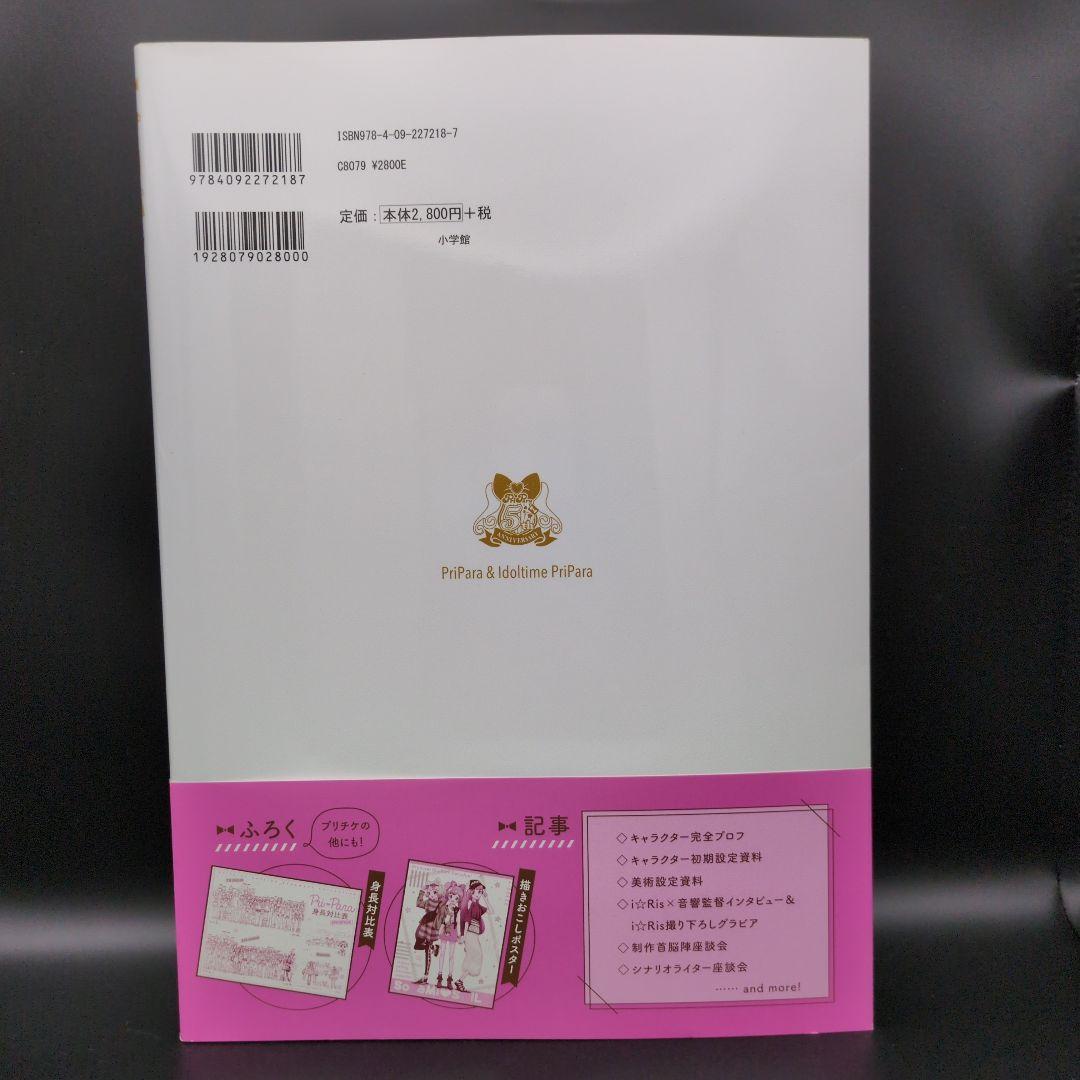 ISBN978-4-09-227218-7
9784092272187
C8079 ¥2800E
定価：本体2,800円＋税
小学館
1928079028000
PriPara
5th
ANNIVERSARY
PriPara & Idoltime PriPara
ふろく
プリチケの
他にも!
Pri Para
身長対比表
身長対比表
描きおこしポスター
記事
◇キャラクター完全プロフ
◇キャラクター初期設定資料
◇美術設定資料
◇i☆Ris×音響監督インタビュー＆
i☆Ris撮り下ろしグラビア
◇制作首脳陣座談会
◇シナリオライター座談会
…… and more!